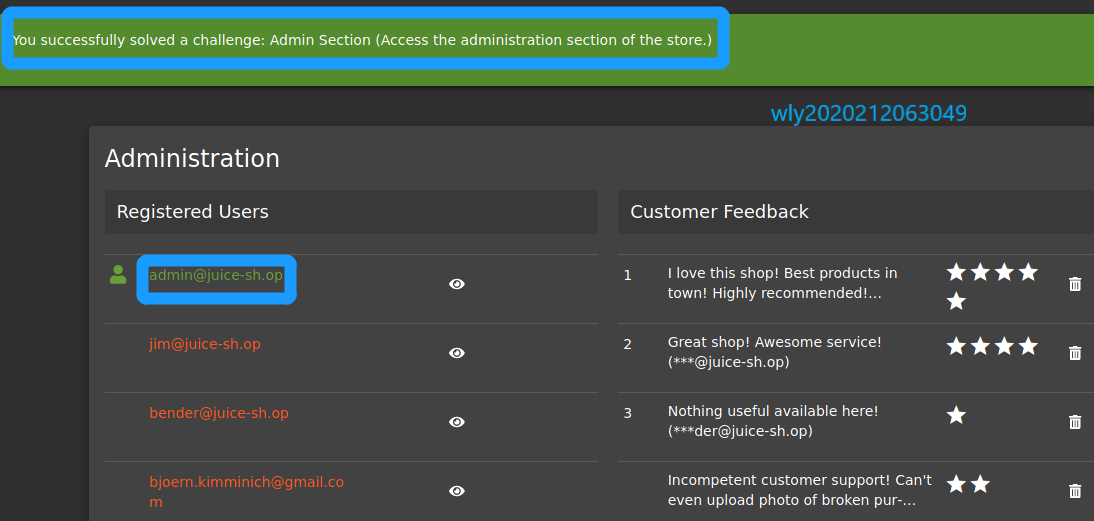 You successfully solved a challenge: Admin Section (Access the administration section of the store.)
wly2020212063049
Administration
Registered Users
Customer Feedback
admin@juice-sh.op
1
I love this shop! Best products in
town! Highly recommended!...
jim@juice-sh.op
2
Great shop! Awesome service!
(***@juice-sh.op)
bender@juice-sh.op
3
Nothing useful available here!
(***der@juice-sh.op)
bjoern.kimminich@gmail.co
m
Incompetent customer support! Can't
even upload photo of broken pur-...